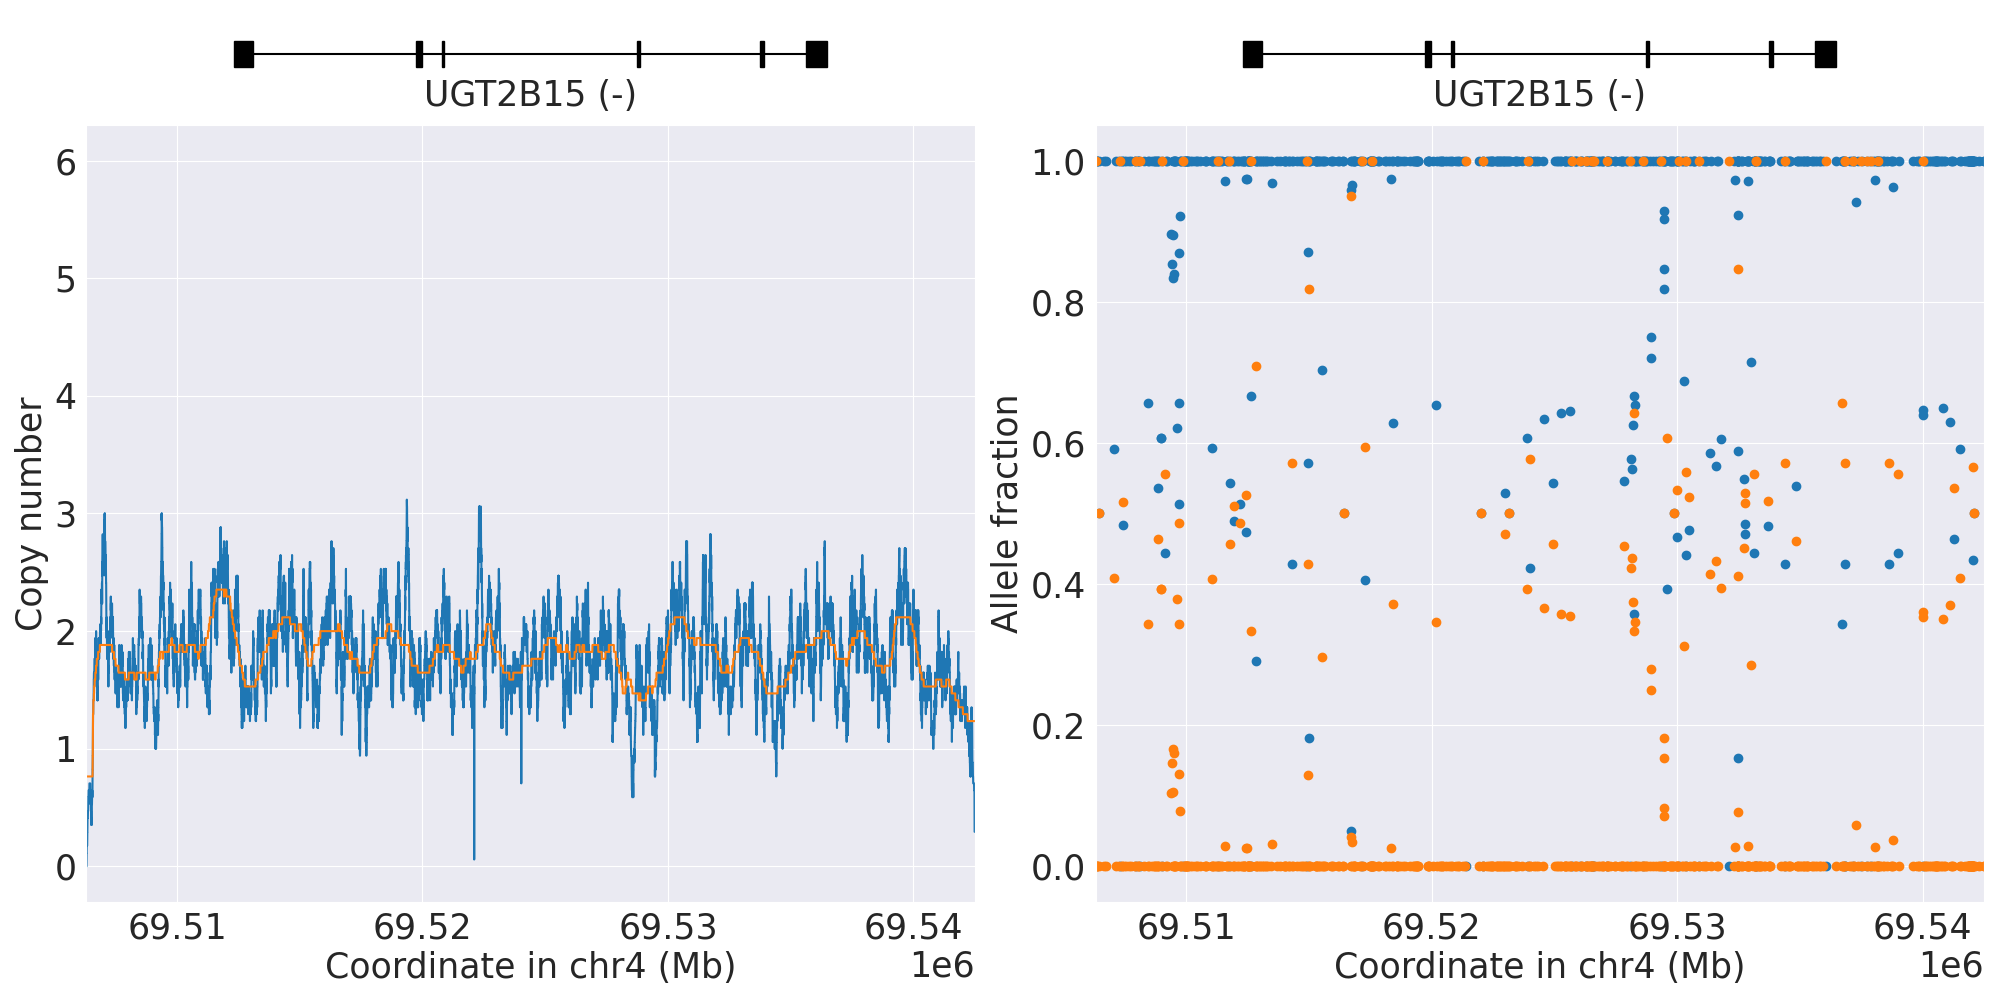 UGT2B15 (-)
6
5
4
3
2
1
0
Copy number
69.51 69.52 69.53 69.54
Coordinate in chr4 (Mb)
1e6
UGT2B15 (-)
1.0
0.8
0.6
0.4
0.2
0.0
Allele fraction
69.51 69.52 69.53 69.54
Coordinate in chr4 (Mb)
1e6